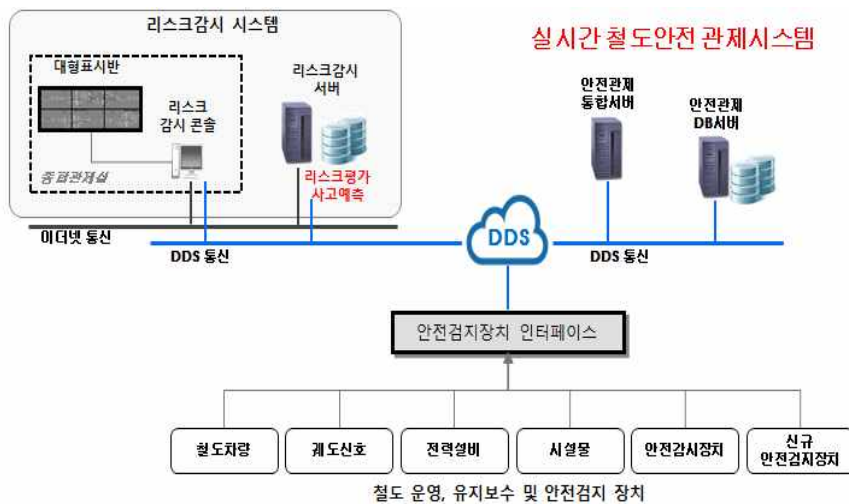 리스크감시 시스템
실시간 철도안전 관제시스템
대형표시반
리스크
감시 콘솔
종합관제실
리스크감시
서버
리스크평가
사고예측
안전관제
통합서버
안전관제
DB서버
이더넷 통신
DDS 통신
DDS
DDS 통신
안전검지장치 인터페이스
철도차량
궤도신호
전력설비
시설물
안전감시장치
신규
안전검지장치
철도 운영, 유지보수 및 안전검지 장치